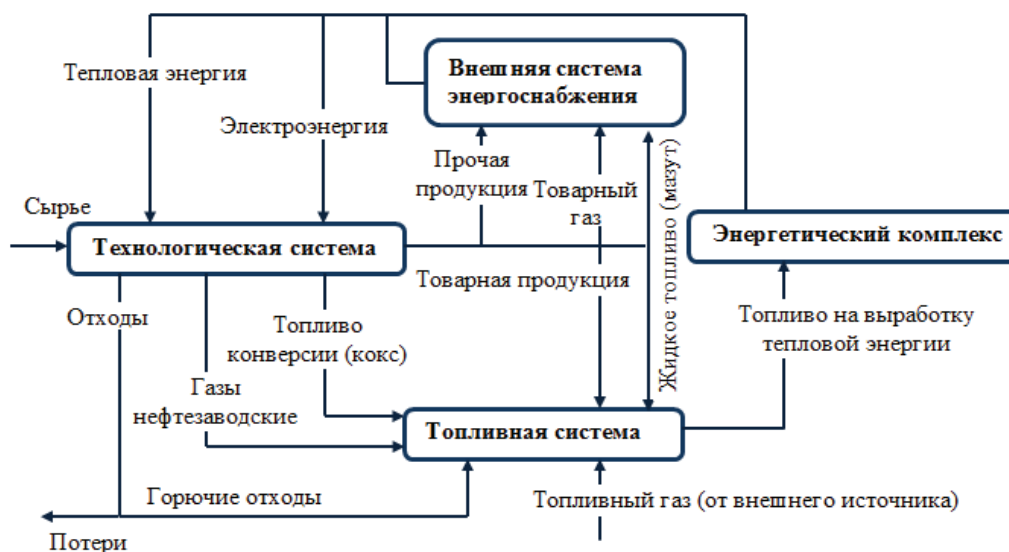 Тепловая энергия
Внешняя система
энергоснабжения
Электроэнергия
Прочая
продукция
Товарный
газ
Жидкое топливо (мазут)
Сырье
Технологическая система
Энергетический комплекс
Товарная продукция
Отходы
Топливо
конверсии (кокс)
Топливо на выработку
тепловой энергии
Газы
нефтезаводские
Топливная система
Горючие отходы
Топливный газ (от внешнего источника)
Потери